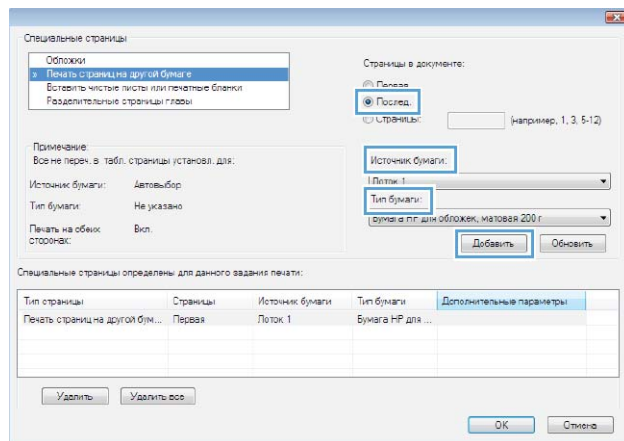 Специальные страницы
Обложки
» Печать страниц на другой бумаге
Вставить чистые листы или печатные бланки
Разделительные страницы главы
Страницы в документе:
Первая
Послед.
Страницы:
(например, 1, 3, 5-12)
Примечание:
Все не переч. в табл. страницы установл. для:
Источник бумаги: Автовыбор
Тип бумаги: Не указано
Печать на обеих сторонах: Вкл.
Источник бумаги:
Лоток 1
Тип бумаги:
Бумага HP для обложек, матовая 200 г
Добавить Обновить
Специальные страницы определены для данного задания печати:
Тип страницы Страницы Источник бумаги Тип бумаги Дополнительные параметры
Печать страниц на другой бум... Первая Лоток 1 Бумага HP для ...
Удалить Удалить все
OK Отмена